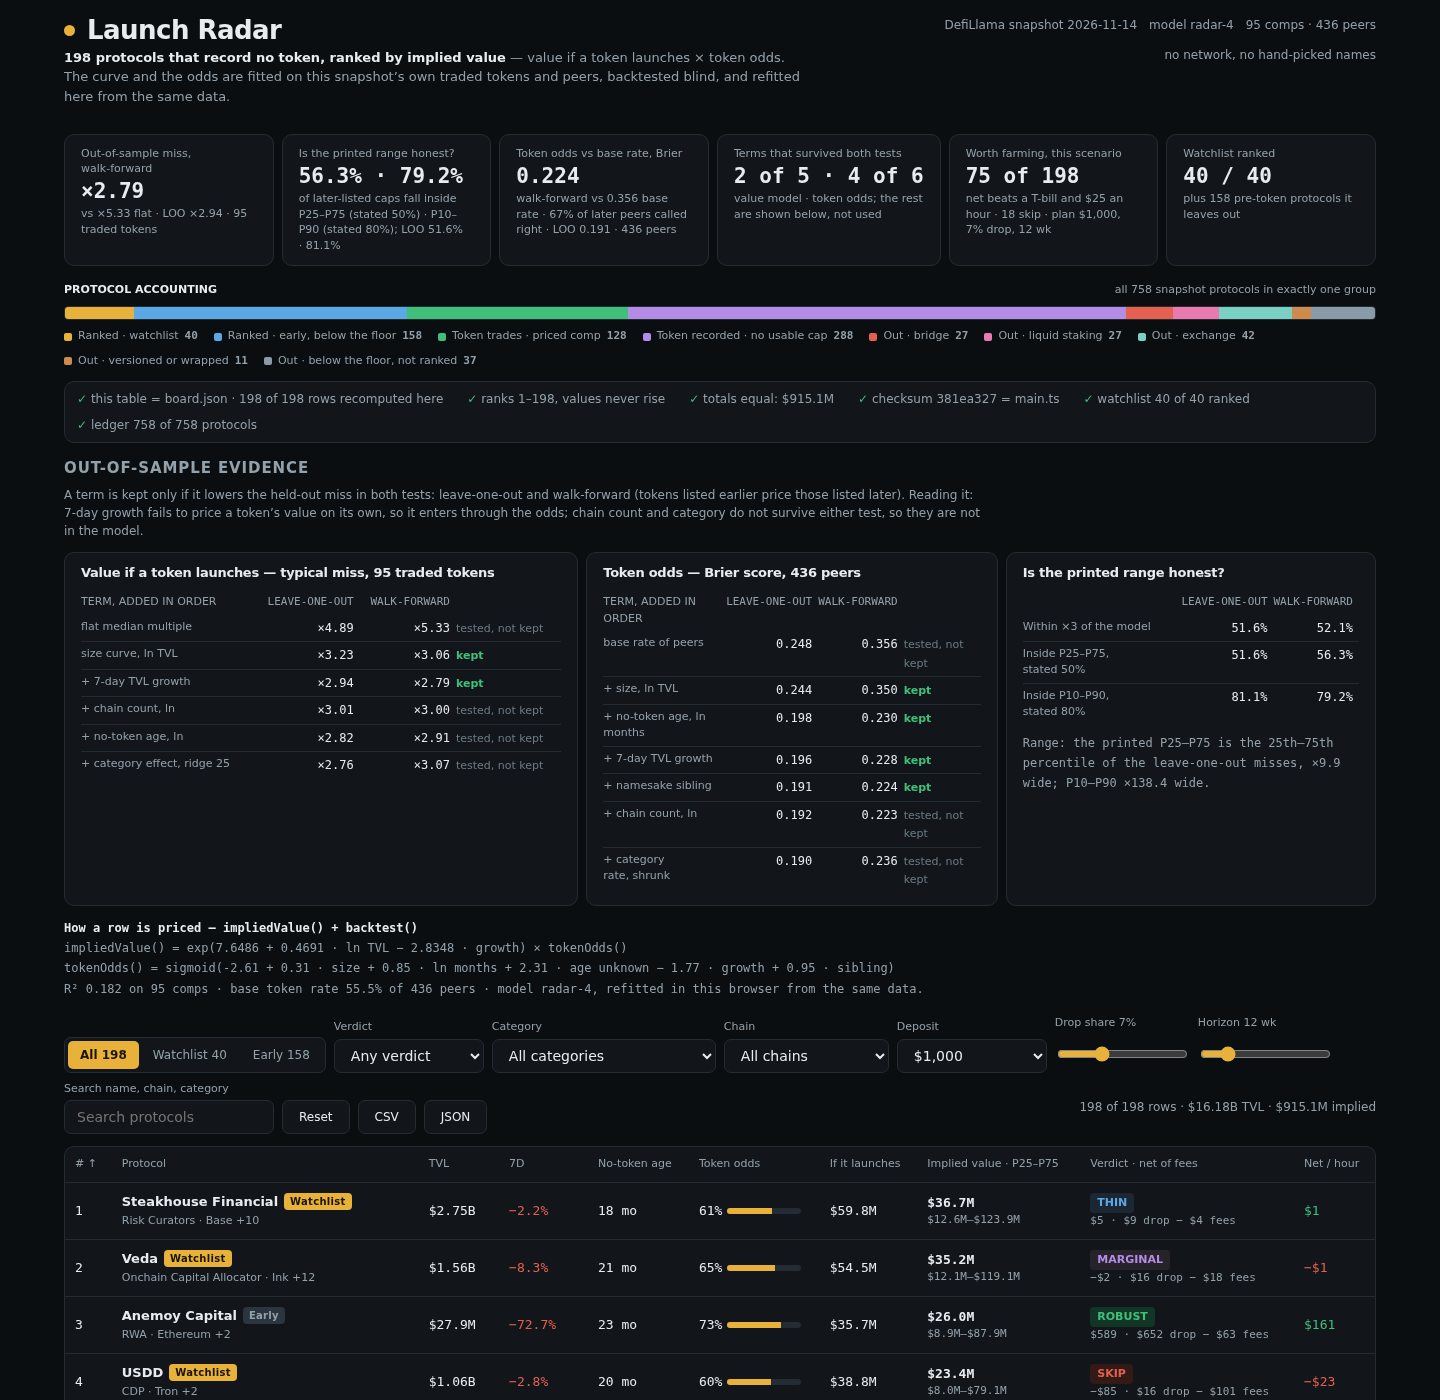 Launch Radar
DefiLlama snapshot 2026-11-14 model radar-4 95 comps · 436 peers
no network, no hand-picked names
198 protocols that record no token, ranked by implied value — value if a token launches × token odds.
The curve and the odds are fitted on this snapshot’s own traded tokens and peers, backtested blind, and refitted
here from the same data.
Out-of-sample miss,
walk-forward
×2.79
vs ×5.33 flat · LOO ×2.94 · 95
traded tokens
Is the printed range honest?
56.3% · 79.2%
of later-listed caps fall inside
P25–P75 (stated 50%) · P10–
P90 (stated 80%); LOO 51.6%
· 81.1%
Token odds vs base rate, Brier
0.224
walk-forward vs 0.356 base
rate · 67% of later peers called
right · LOO 0.191 · 436 peers
Terms that survived both tests
2 of 5 · 4 of 6
value model · token odds; the rest
are shown below, not used
Worth farming, this scenario
75 of 198
net beats a T-bill and $25 an
hour · 18 skip · plan $1,000,
7% drop, 12 wk
Watchlist ranked
40 / 40
plus 158 pre-token protocols it
leaves out
PROTOCOL ACCOUNTING
all 758 snapshot protocols in exactly one group
Ranked · watchlist 40 Ranked · early, below the floor 158 Token trades · priced comp 128 Token recorded · no usable cap 288 Out · bridge 27 Out · liquid staking 27 Out · exchange 42
Out · versioned or wrapped 11 Out · below the floor, not ranked 37
✓ this table = board.json · 198 of 198 rows recomputed here ✓ ranks 1–198, values never rise ✓ totals equal: $915.1M ✓ checksum 381ea327 = main.ts ✓ watchlist 40 of 40 ranked
✓ ledger 758 of 758 protocols
OUT-OF-SAMPLE EVIDENCE
A term is kept only if it lowers the held-out miss in both tests: leave-one-out and walk-forward (tokens listed earlier price those listed later). Reading it:
7-day growth fails to price a token’s value on its own, so it enters through the odds; chain count and category do not survive either test, so they are not
in the model.
Value if a token launches — typical miss, 95 traded tokens
TERM, ADDED IN ORDER LEAVE-ONE-OUT WALK-FORWARD
flat median multiple ×4.89 ×5.33 tested, not kept
size curve, ln TVL ×3.23 ×3.06 kept
+ 7-day TVL growth ×2.94 ×2.79 kept
+ chain count, ln ×3.01 ×3.00 tested, not kept
+ no-token age, ln ×2.82 ×2.91 tested, not kept
+ category effect, ridge 25 ×2.76 ×3.07 tested, not kept
Token odds — Brier score, 436 peers
TERM, ADDED IN LEAVE-ONE-OUT WALK-FORWARD
ORDER
base rate of peers 0.248 0.356 tested, not
kept
+ size, ln TVL 0.244 0.350 kept
+ no-token age, ln 0.198 0.230 kept
months
+ 7-day TVL growth 0.196 0.228 kept
+ namesake sibling 0.191 0.224 kept
+ chain count, ln 0.192 0.223 tested, not
kept
+ category 0.190 0.236 tested, not
rate, shrunk kept
Is the printed range honest?
LEAVE-ONE-OUT WALK-FORWARD
Within ×3 of the model 51.6% 52.1%
Inside P25–P75, 51.6% 56.3%
stated 50%
Inside P10–P90, 81.1% 79.2%
stated 80%
Range: the printed P25–P75 is the 25th–75th
percentile of the leave-one-out misses, ×9.9
wide; P10–P90 ×138.4 wide.
How a row is priced — impliedValue() + backtest()
impliedValue() = exp(7.6486 + 0.4691 · ln TVL − 2.8348 · growth) × tokenOdds()
tokenOdds() = sigmoid(-2.61 + 0.31 · size + 0.85 · ln months + 2.31 · age unknown − 1.77 · growth + 0.95 · sibling)
R² 0.182 on 95 comps · base token rate 55.5% of 436 peers · model radar-4, refitted in this browser from the same data.
Verdict Category Chain Deposit Drop share 7% Horizon 12 wk
All 198 Watchlist 40 Early 158 Any verdict All categories All chains $1,000
Search name, chain, category
Search protocols Reset CSV JSON
198 of 198 rows · $16.18B TVL · $915.1M implied
# ↑ Protocol TVL 7D No-token age Token odds If it launches Implied value · P25–P75 Verdict · net of fees Net / hour
1 Steakhouse Financial Watchlist $2.75B −2.2% 18 mo 61% $59.8M $36.7M THIN $1
Risk Curators · Base +10 $12.6M–$123.9M $5 · $9 drop − $4 fees
2 Veda Watchlist $1.56B −8.3% 21 mo 65% $54.5M $35.2M MARGINAL −$1
Onchain Capital Allocator · Ink +12 $12.1M–$119.1M −$2 · $16 drop − $18 fees
3 Anemoy Capital Early $27.9M −72.7% 23 mo 73% $35.7M $26.0M ROBUST $161
RWA · Ethereum +2 $8.9M–$87.9M $589 · $652 drop − $63 fees
4 USDD Watchlist $1.06B −2.8% 20 mo 60% $38.8M $23.4M SKIP −$23
CDP · Tron +2 $8.0M–$79.1M −$85 · $16 drop − $101 fees